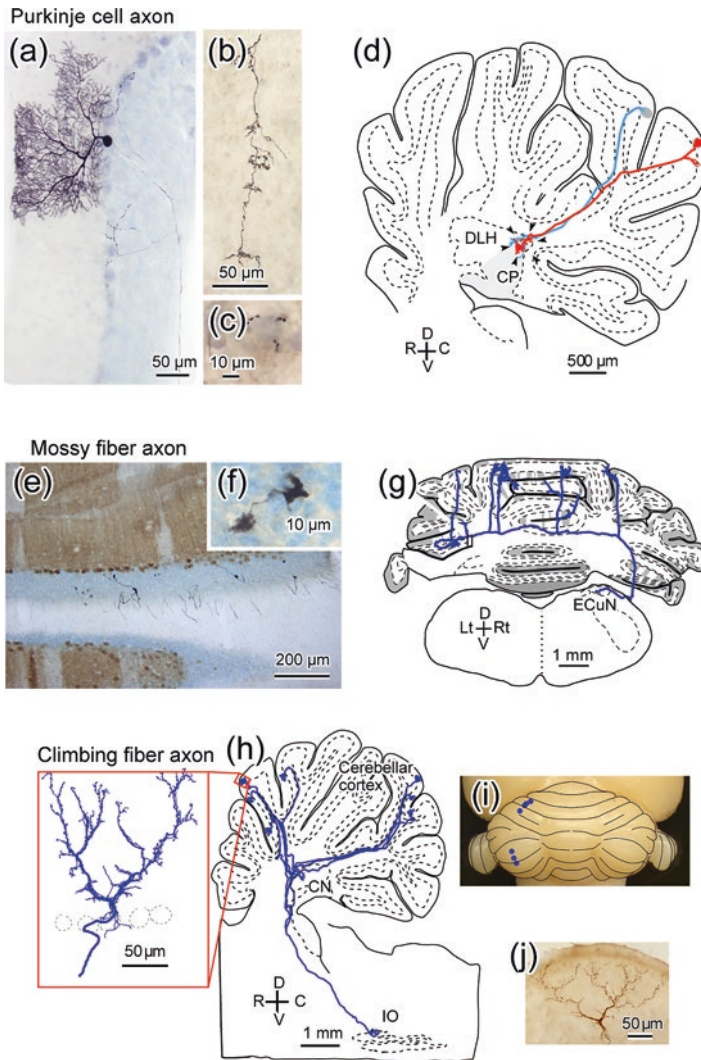 Purkinje cell axon
(a)
50 µm
(b)
50 µm
(c)
10 µm
(d)
DLH
CP
D
R C
V
500 µm
Mossy fiber axon
(e)
200 µm
(f)
10 µm
(g)
ECuN
D
Lt Rt
V
1 mm
Climbing fiber axon
50 µm
(h)
Cerebellar
cortex
CN
D
R C
V
1 mm
IO
(i)
(j)
50 µm